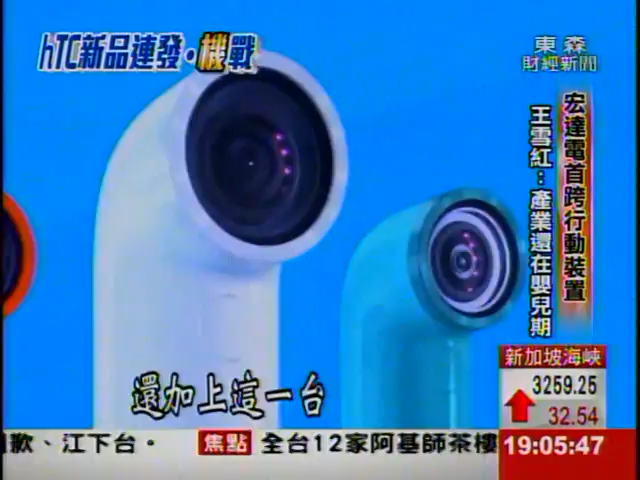 hTC新品連發·機戰
東森
財經新聞
宏達電首跨行動裝置
王雪紅:產業還在嬰兒期
新加坡海峽
3259.25
32.54
還加上這一台
歉、江下台。 焦點 全台12家阿基師茶樓
19:05:47